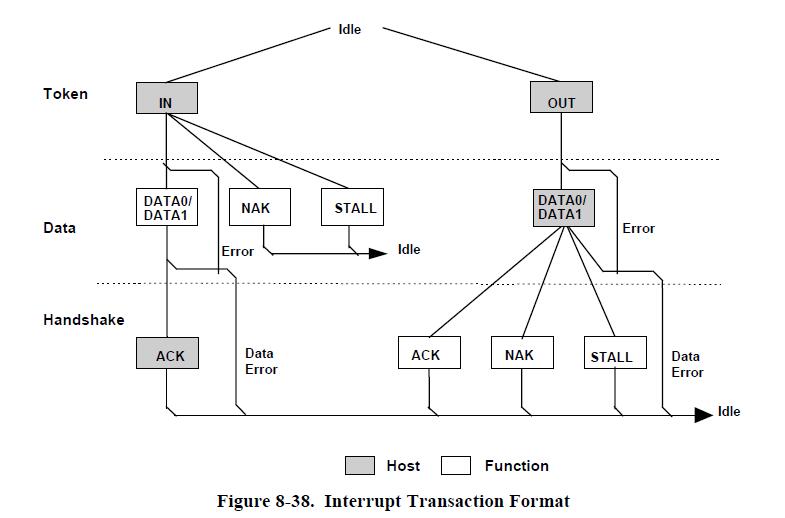 Idle
Token
IN
OUT
DATA0/
DATA1
NAK
STALL
DATA0/
DATA1
Data
Error
Idle
Error
Handshake
ACK
Data
Error
ACK
NAK
STALL
Data
Error
Idle
Host
Function
Figure 8-38. Interrupt Transaction Format